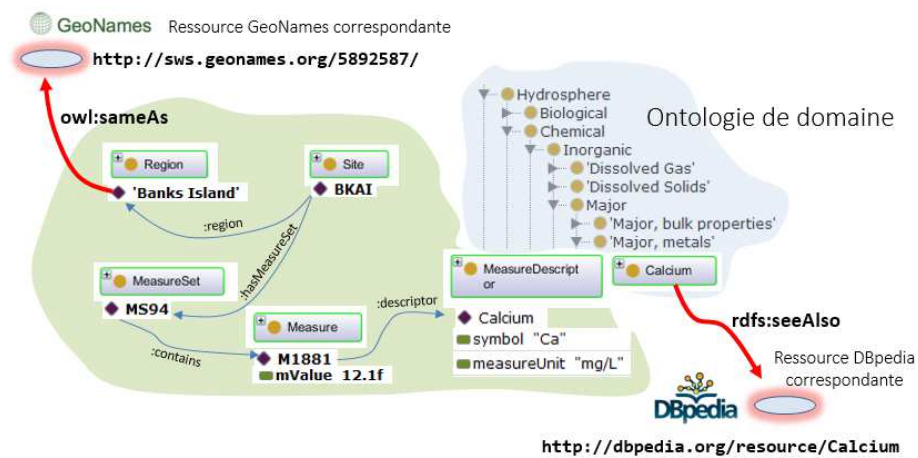 GeoNames Ressource GeoNames correspondante
http://sws.geonames.org/5892587/
owl:sameAs
Hydrosphere
Biological
Chemical
Inorganic
'Dissolved Gas'
'Dissolved Solids'
Major
'Major, bulk properties'
'Major, metals'
Ontologie de domaine
Region
'Banks Island'
Site
BKAI
:region
:hasMeasureSet
MeasureSet
MS94
:contains
Measure
M1881
mValue 12.1f
:descriptor
MeasureDescript
or
Calcium
symbol "Ca"
measureUnit "mg/L"
Calcium
rdfs:seeAlso
Ressource DBpedia
correspondante
DBpedia
http://dbpedia.org/resource/Calcium